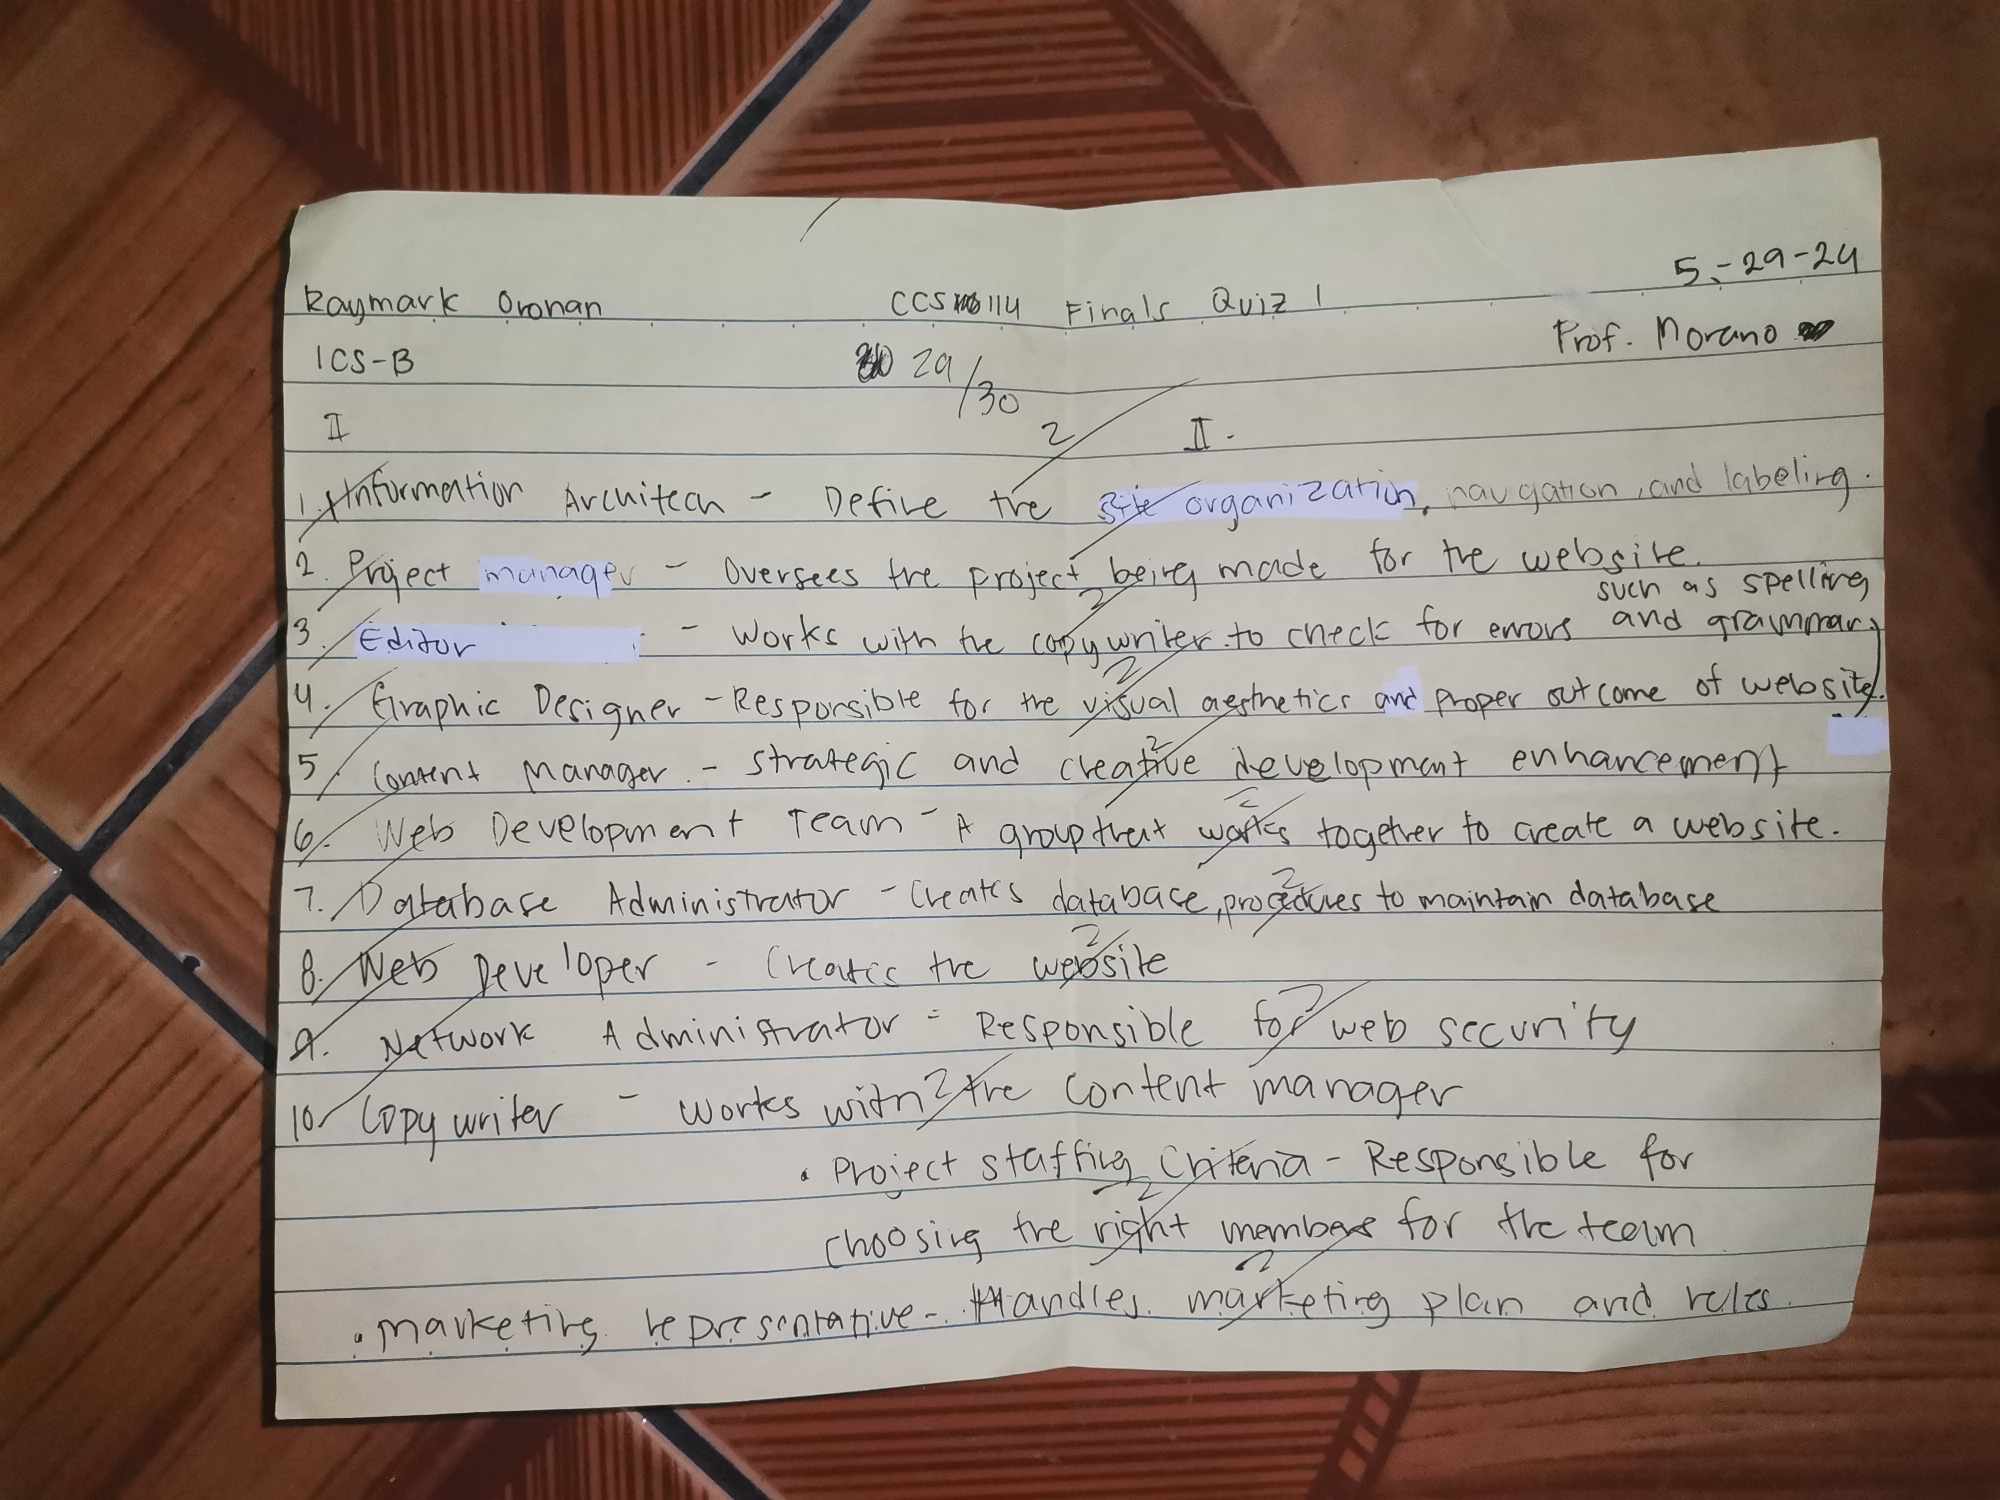 Raymark Oronan CCS 114 Finals Quiz 1 5-29-24
1CS-B 29/30 Prof. Morano
II 2 II.
1. Information Architech - Define the site organization, navigation, and labeling.
2. Project manager - Oversees the project being made for the website.
2 such as spelling
3. Editor - works with the copywriter to check for errors and grammar,
2
4. Graphic Designer - Responsible for the visual aesthetics and proper outcome of website.
2
5. Content Manager. - strategic and creative development enhancement
2
6. Web Development Team - A group that works together to create a website.
2
7. Database Administrator - Creates database, procedures to maintain database
2
8. Web Developer - Creates the website
2
9. Network Administrator - Responsible for web security
10. Copywriter - works with 2 the content manager
• Project staffing Criteria - Responsible for
2
choosing the right members for the team
2
• Marketing representative - Handles marketing plan and rules.